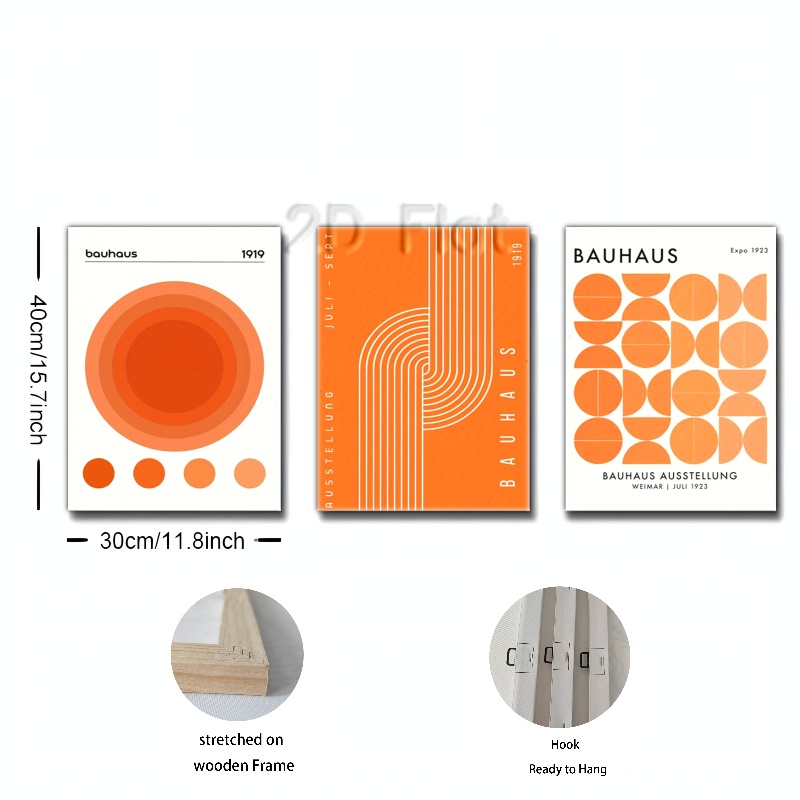 2D Flat
bauhaus 1919
AUSSTELLUNG JULI - SEPT
1919
BAUHAUS
BAUHAUS
Expo 1923
BAUHAUS AUSSTELLUNG
WEIMAR | JULI 1923
40cm/15.7inch
30cm/11.8inch
stretched on
wooden Frame
Hook
Ready to Hang